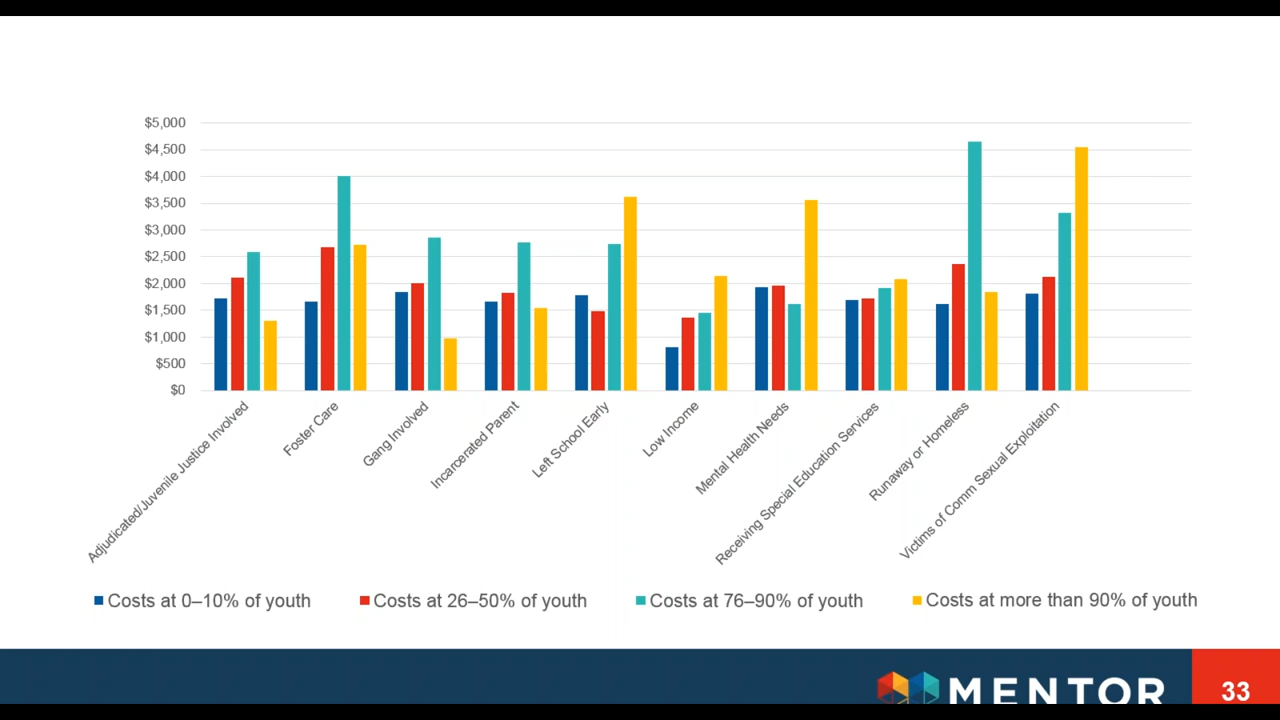 $5,000
$4,500
$4,000
$3,500
$3,000
$2,500
$2,000
$1,500
$1,000
$500
$0
Adjudicated/Juvenile Justice Involved
Foster Care
Gang Involved
Incarcerated Parent
Left School Early
Low Income
Mental Health Needs
Receiving Special Education Services
Runaway or Homeless
Victims of Comm Sexual Exploitation
Costs at 0–10% of youth
Costs at 26–50% of youth
Costs at 76–90% of youth
Costs at more than 90% of youth
MENTOR
33